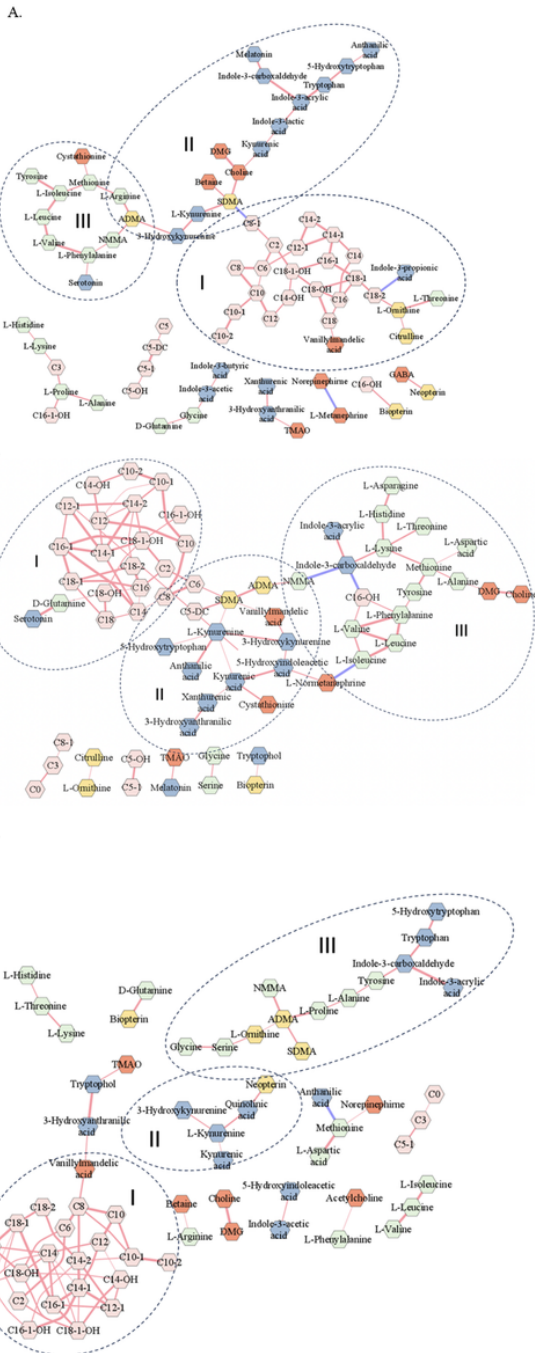 A.
Melatonin
Anthanilic acid
5-Hydroxytryptophan
Indole-3-carboxaldehyde
Tryptophan
Indole-3-acrylic acid
Indole-3-lactic acid
II
Kynurenic acid
DMG
Choline
Cystathionine
Betaine
Tyrosine
Methionine
L-Isoleucine
L-Arginine
SDMA
III
L-Leucine
ADMA
L-Kynurenine
C8-1
C14-2
L-Valine
NMMA
3-Hydroxykynurenine
C2
C12-1
C14-1
L-Phenylalanine
C14
C8
C6
C16-1
Indole-3-propionic acid
Serotonin
I
C18-1-OH
C18-1
C10
C14-OH
C18-OH
C16
C18-2
L-Threonine
L-Ornithine
C10-1
C12
C18
C10-2
Vanillylmandelic acid
Citrulline
L-Histidine
C5
L-Lysine
C5-DC
C3
C5-1
Indole-3-butyric acid
Xanthurenic acid
Norepinephirne
GABA
C16-OH
Neopterin
L-Proline
C5-OH
Indole-3-acetic acid
L-Alanine
C16-1-OH
Glycine
D-Glutamine
3-Hydroxyanthranilic acid
L-Metanephrine
TMAO
Biopterin
C10-2
C14-OH
C10-1
L-Asparagine
C12-1
C14-2
I
C12
C16-1-OH
L-Histidine
Indole-3-acrylic acid
L-Threonine
C16-1
C18-1-OH
C10
C14-1
L-Lysine
L-Aspartic acid
C18-2
C2
Indole-3-carboxaldehyde
Methionine
C18-1
C6
ADMA
NMMA
C18-OH
C16
L-Alanine
DMG
Choline
C8
SDMA
C16-OH
Tyrosine
D-Glutamine
C14
C5-DC
Vanillylmandelic acid
L-Phenylalanine
Serotonin
C18
L-Kynurenine
L-Valine
III
5-Hydroxytryptophan
3-Hydroxykynurenine
L-Leucine
Anthanilic acid
5-Hydroxyindoleacetic acid
L-Isoleucine
Kynurenic acid
L-Normetanephrine
II
Xanthurenic acid
Cystathionine
3-Hydroxyanthranilic acid
C8-1
Citrulline
C5-OH
TMAO
Glycine
Tryptophol
C3
C0
L-Ornithine
C5-1
Melatonin
Serine
Biopterin
5-Hydroxytryptophan
III
Tryptophan
Indole-3-carboxaldehyde
L-Histidine
Tyrosine
Indole-3-acrylic acid
D-Glutamine
NMMA
L-Alanine
L-Threonine
L-Proline
Biopterin
ADMA
L-Ornithine
L-Lysine
Serine
Glycine
SDMA
TMAO
Tryptophol
Neopterin
Anthanilic acid
C0
3-Hydroxykynurenine
Quinolinic acid
Norepinephirne
3-Hydroxyanthranilic acid
C3
L-Kynurenine
Methionine
II
C5-1
Kynurenic acid
L-Aspartic acid
Vanillylmandelic acid
I
5-Hydroxyindoleacetic acid
L-Isoleucine
C18-2
C8
C10
Betaine
Choline
Acetylcholine
L-Leucine
C18-1
C6
C12
L-Arginine
DMG
Indole-3-acetic acid
L-Phenylalanine
L-Valine
C14
C14-2
C10-1
C10-2
C18-OH
C14-OH
C14-1
C2
C16-1
C12-1
C16-1-OH
C18-1-OH